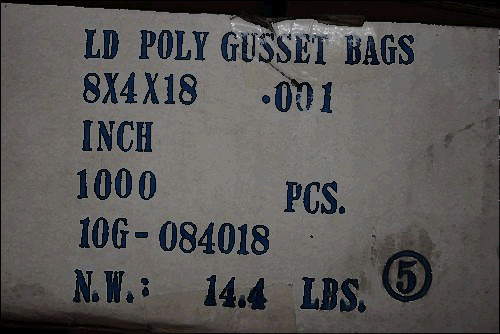 LD POLY GUSSET BAGS
8X4X18 .001
INCH
1000 PCS.
10G-084018
N.W.: 14.4 LBS. 5